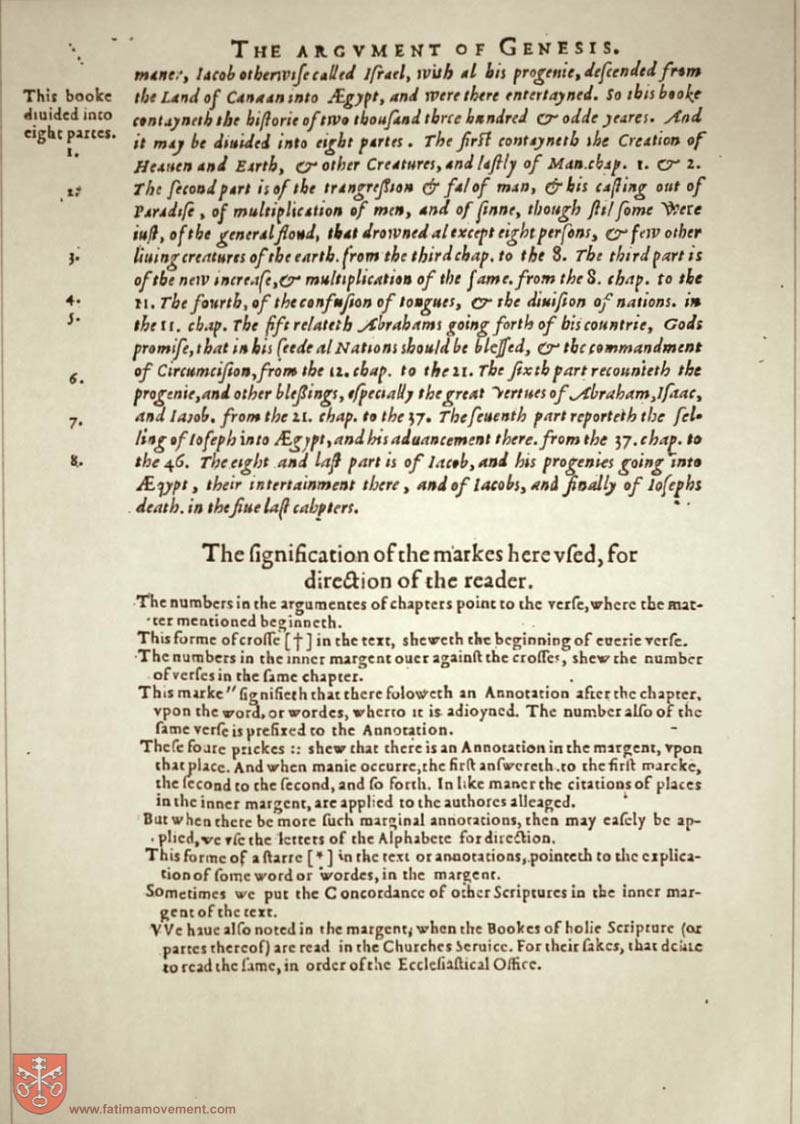 THE ARGVMENT OF GENESIS.
maner, Iacob otherwiſe called Iſrael, with al his progenie, deſcended from
the Land of Canaan into Ægypt, and were there entertayned. So this booke
contayneth the hiſtorie of two thouſand three hundred & odde yeares. And
it may be diuided into eight partes. The firſt contayneth the Creation of
Heauen and Earth, & other Creatures, and laſtly of Man. chap. 1. & 2.
The ſecond part is of the tranſgreſſion & fal of man, & his caſting out of
Paradiſe, of multiplication of men, and of ſinne, though ſtil ſome were
iuſt, of the general floud, that drowned al except eight perſons, & few other
liuing creatures of the earth. from the third chap. to the 8. The third part is
of the new increaſe, & multiplication of the ſame. from the 8. chap. to the
11. The fourth, of the confuſion of tongues, & the diuiſion of nations. in
the 11. chap. The fift relateth Abrahams going forth of his countrie, Gods
promiſe, that in his ſeede al Nations should be bleſſed, & the commandment
of Circumciſion, from the 12. chap. to the 21. The ſixth part recounteth the
progenie, and other bleſſings, eſpecially the great vertues of Abraham, Iſaac,
and Iacob. from the 21. chap. to the 37. The ſeuenth part reporteth the ſel-
ling of Ioſeph into Ægypt, and his aduancement there. from the 37. chap. to
the 46. The eight and laſt part is of Iacob, and his progenies going into
Ægypt, their intertainment there, and of Iacobs, and finally of Ioſephs
death. in the fiue laſt cahpters.
This booke
diuided into
eight partes.
1.
2.
3.
4.
5.
6.
7.
8.
The ſignification of the markes here vſed, for
direction of the reader.
The numbers in the argumentes of chapters point to the verſe, where the mat-
ter mentioned beginneth.
This forme of croſſe [†] in the text, sheweth the beginning of euerie verſe.
The numbers in the inner margent ouer againſt the croſſes, shew the number
of verſes in the ſame chapter.
This marke " ſignifieth that there foloweth an Annotation after the chapter,
vpon the word, or wordes, wherto it is adioyned. The number alſo of the
ſame verſe is prefixed to the Annotation.
Theſe foure prickes :: shew that there is an Annotation in the margent, vpon
that place. And when manie occurre, the firſt anſwereth to the firſt marcke,
the ſecond to the ſecond, and ſo forth. In like maner the citations of places
in the inner margent, are applied to the authores alleaged.
But when there be more ſuch marginal annotations, then may eaſely be ap-
plied, we vſe the letters of the Alphabete for direction.
This forme of a ſtarre [*] in the text or annotations, pointeth to the explica-
tion of ſome word or wordes, in the margent.
Sometimes we put the Concordance of other Scriptures in the inner mar-
gent of the text.
VVe haue alſo noted in the margent, when the Bookes of holie Scripture (or
partes thereof) are read in the Churches Seruice. For their ſakes, that deſire
to read the ſame, in order of the Eccleſiaſtical Office.
www.fatimamovement.com